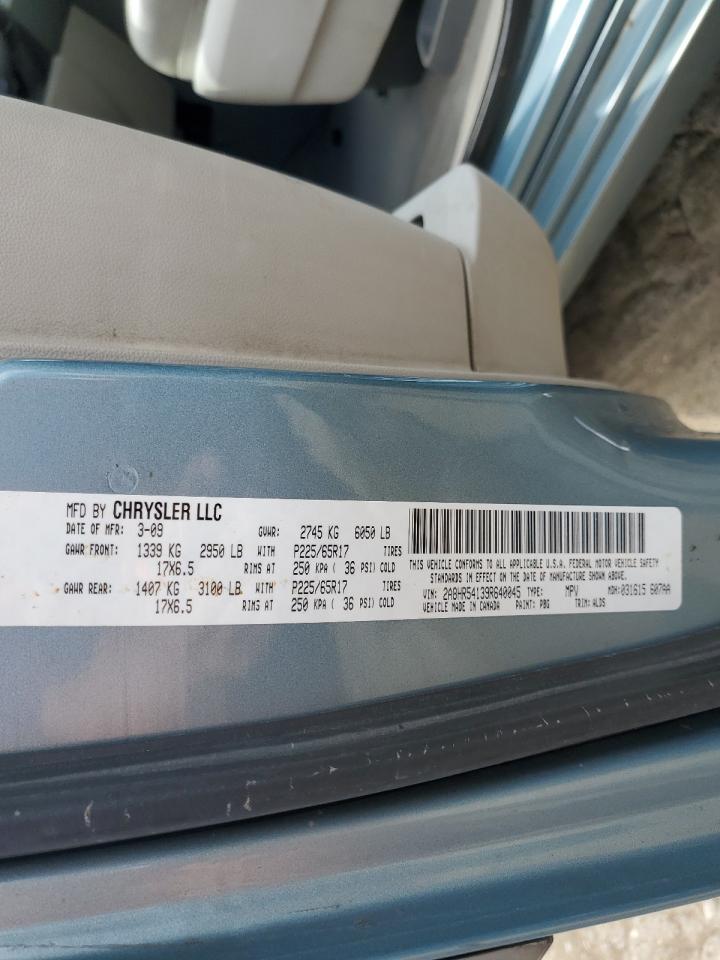 MFD BY CHRYSLER LLC
DATE OF MFR: 3-09 GVWR: 2745 KG 6050 LB
GAWR FRONT: 1339 KG 2950 LB WITH P225/65R17 TIRES
17X6.5 RIMS AT 250 KPA ( 36 PSI) COLD
GAWR REAR: 1407 KG 3100 LB WITH P225/65R17 TIRES
17X6.5 RIMS AT 250 KPA ( 36 PSI) COLD
THIS VEHICLE CONFORMS TO ALL APPLICABLE U.S.A. FEDERAL MOTOR VEHICLE SAFETY
STANDARDS IN EFFECT ON THE DATE OF MANUFACTURE SHOWN ABOVE.
VIN: 2A8HR54139R640045 TYPE: MPV MDH: 031615 607AA
VEHICLE MADE IN CANADA PAINT: PBG TRIM: ALDS